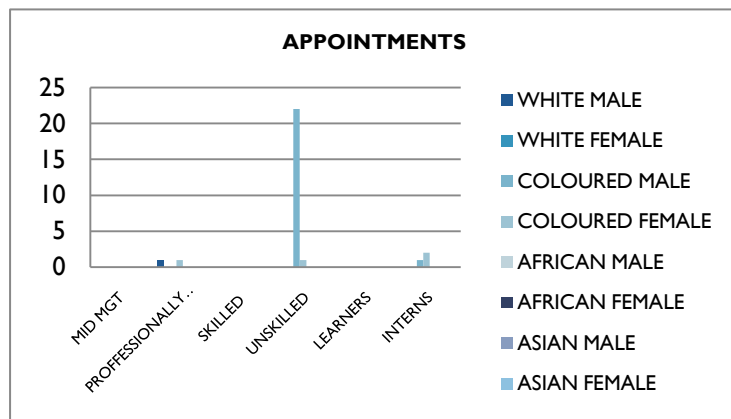 APPOINTMENTS
25
20
15
10
5
0
MID MGT
PROFFESSIONALLY...
SKILLED
UNSKILLED
LEARNERS
INTERNS
WHITE MALE
WHITE FEMALE
COLOURED MALE
COLOURED FEMALE
AFRICAN MALE
AFRICAN FEMALE
ASIAN MALE
ASIAN FEMALE